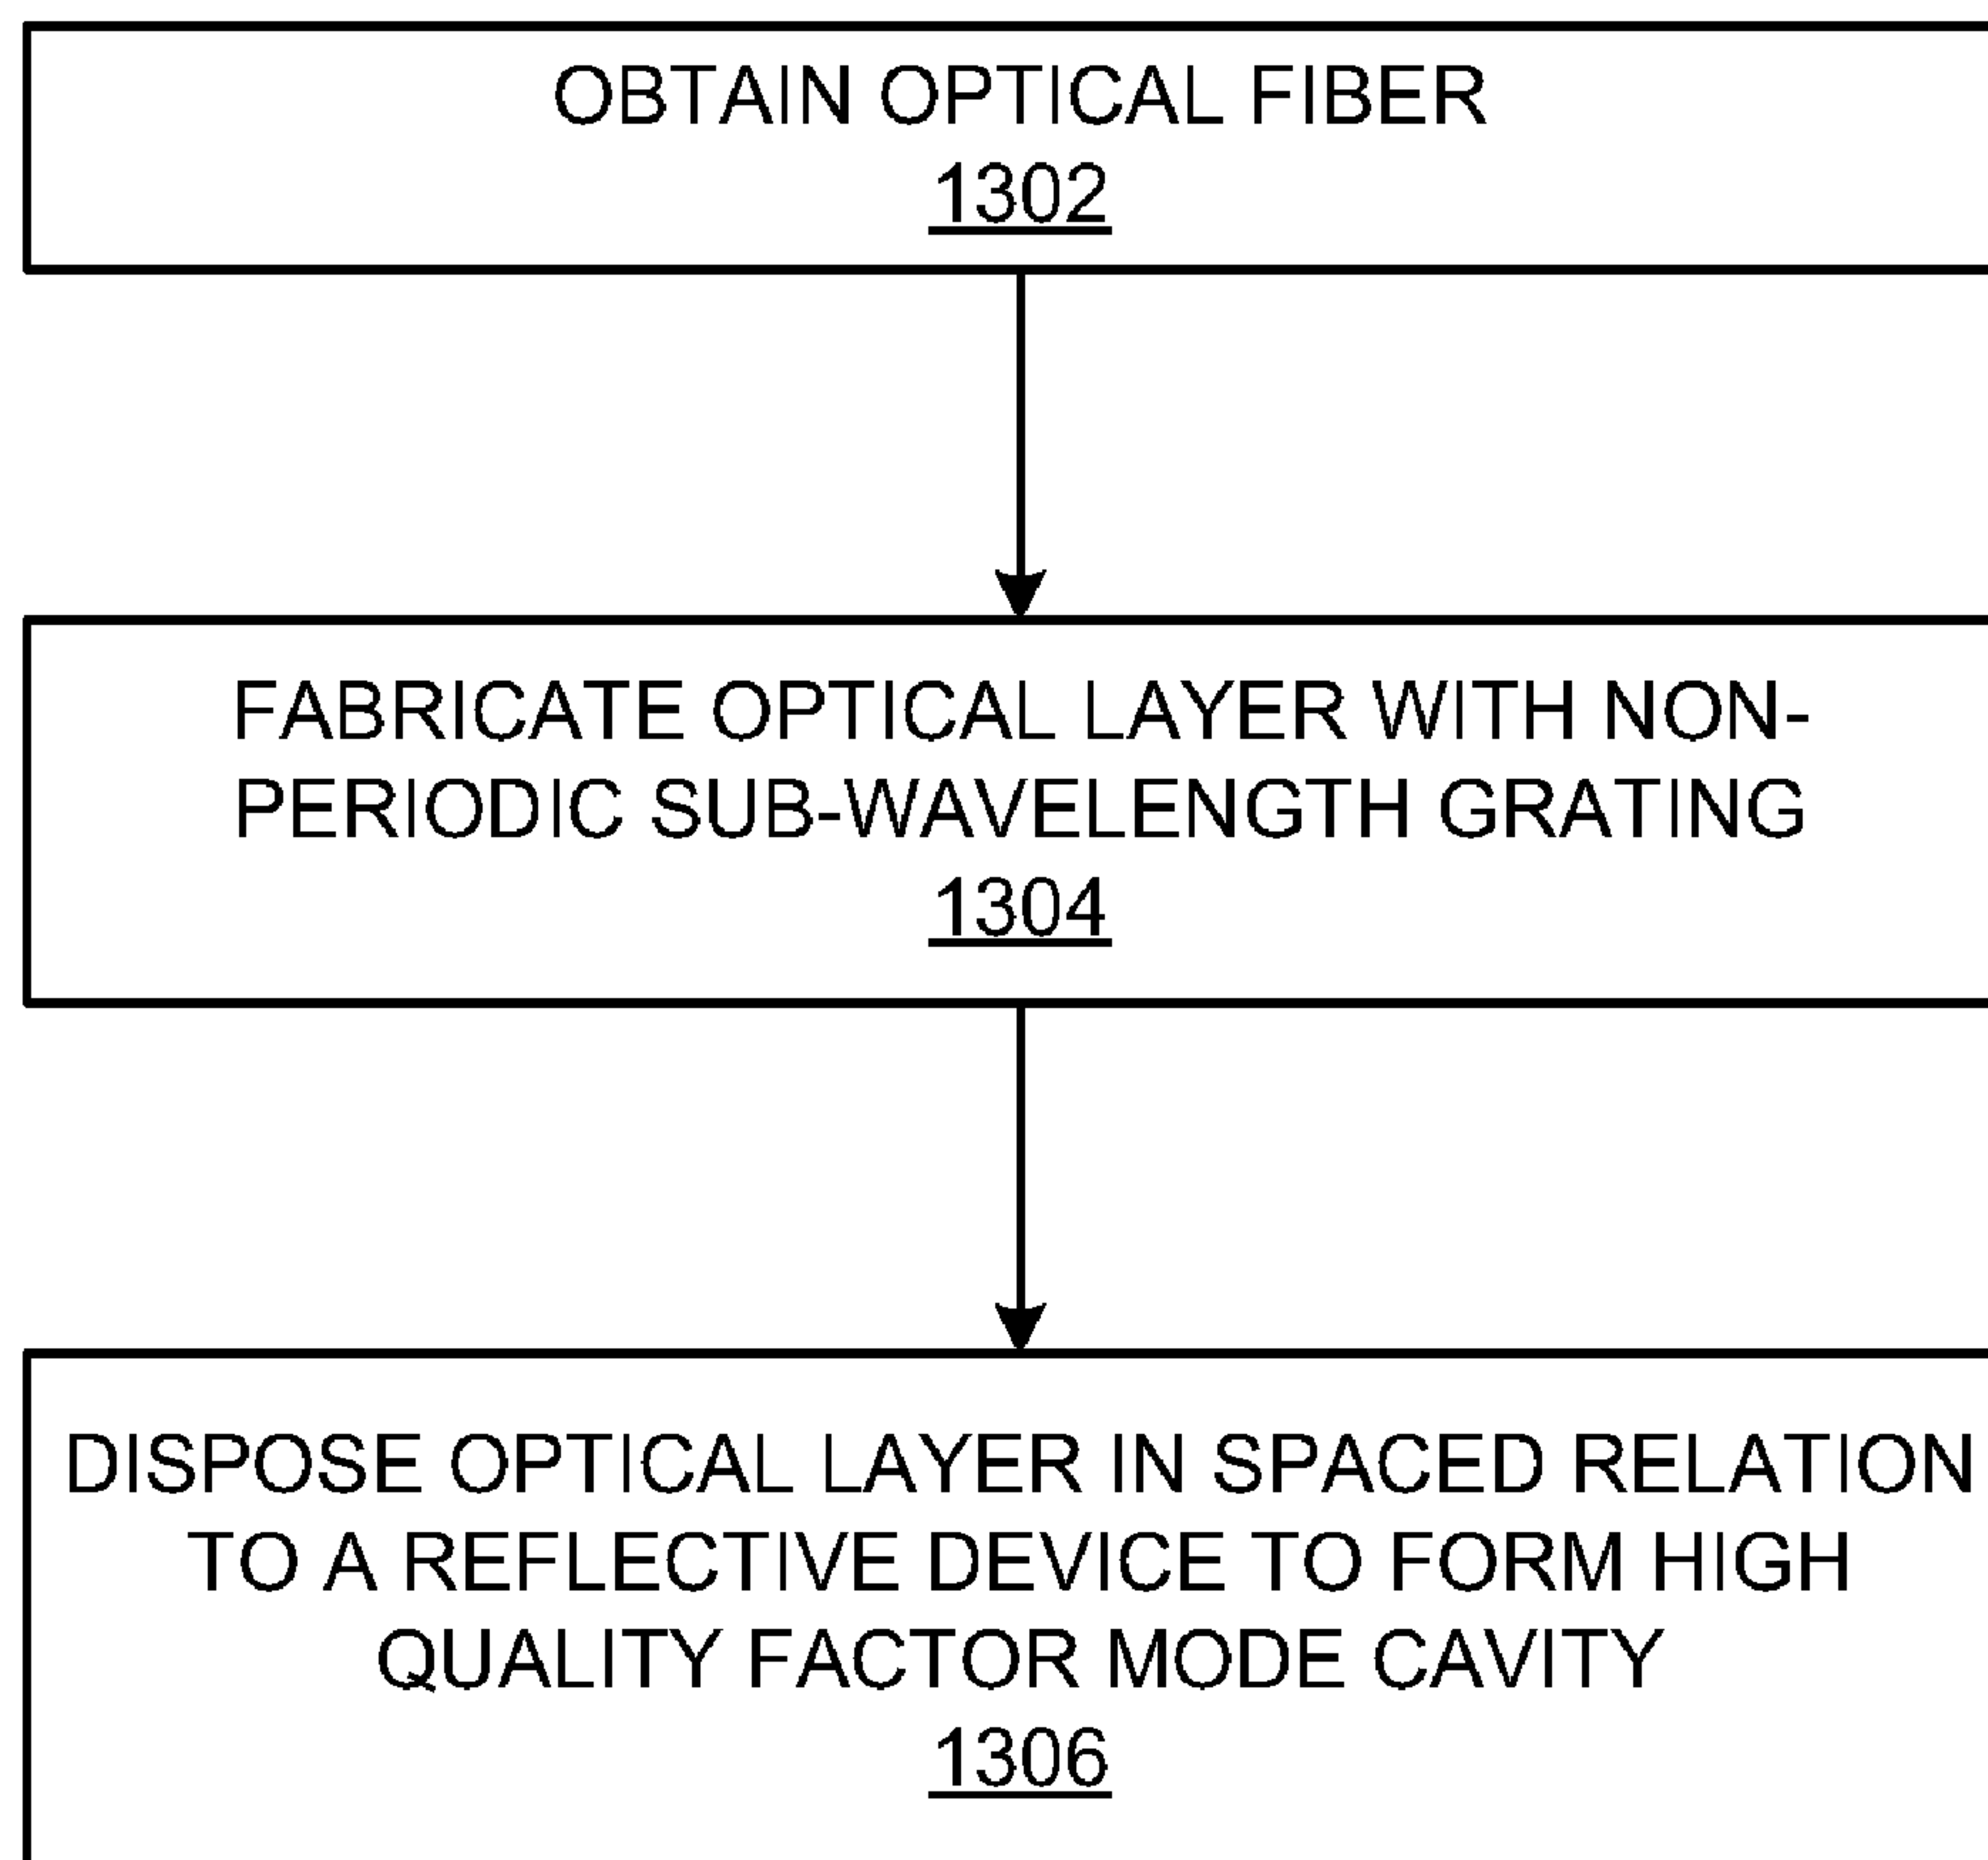 OBTAIN OPTICAL FIBER
1302
FABRICATE OPTICAL LAYER WITH NON-
PERIODIC SUB-WAVELENGTH GRATING
1304
DISPOSE OPTICAL LAYER IN SPACED RELATION
TO A REFLECTIVE DEVICE TO FORM HIGH
QUALITY FACTOR MODE CAVITY
1306